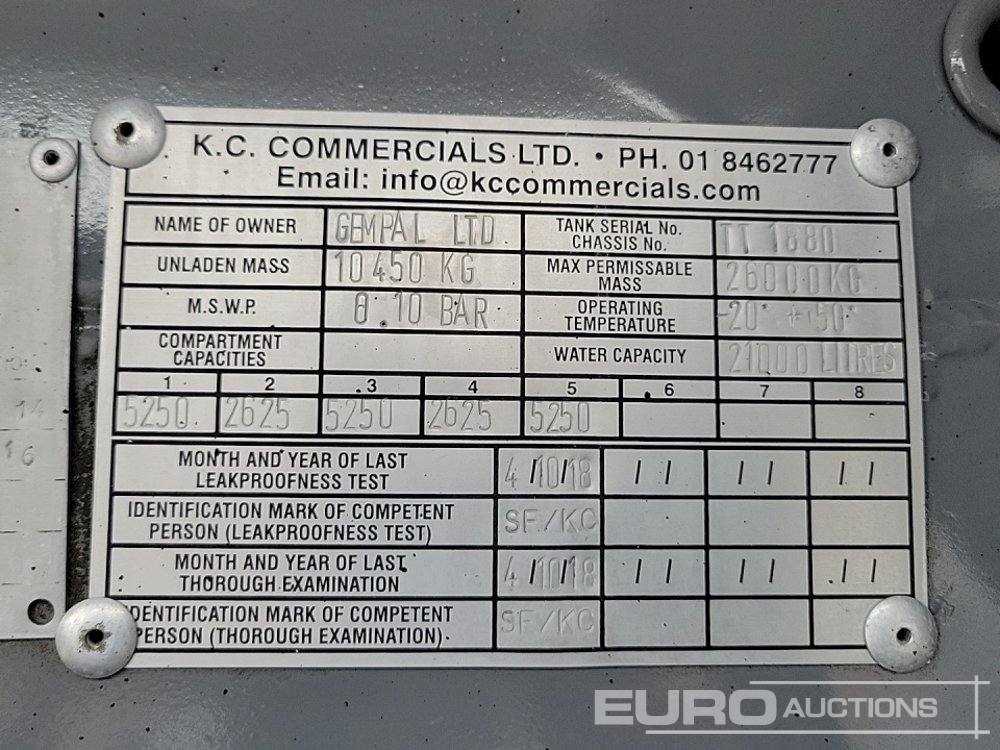 K.C. COMMERCIALS LTD. • PH. 01 8462777
Email: info@kccommercials.com
NAME OF OWNER GEMPAL LTD TANK SERIAL No. CHASSIS No. TT 1880
UNLADEN MASS 10450 KG MAX PERMISSABLE MASS 26000KG
M.S.W.P. 0.10 BAR OPERATING TEMPERATURE -20° + 50°
COMPARTMENT CAPACITIES WATER CAPACITY 21000 LITRES
1 2 3 4 5 6 7 8
5250 2625 5250 2625 5250
MONTH AND YEAR OF LAST LEAKPROOFNESS TEST 4/10/18 / / / / / /
IDENTIFICATION MARK OF COMPETENT PERSON (LEAKPROOFNESS TEST) SF/KC
MONTH AND YEAR OF LAST THOROUGH EXAMINATION 4/10/18 / / / / / /
IDENTIFICATION MARK OF COMPETENT PERSON (THOROUGH EXAMINATION) SF/KC
14
16
EURO AUCTIONS